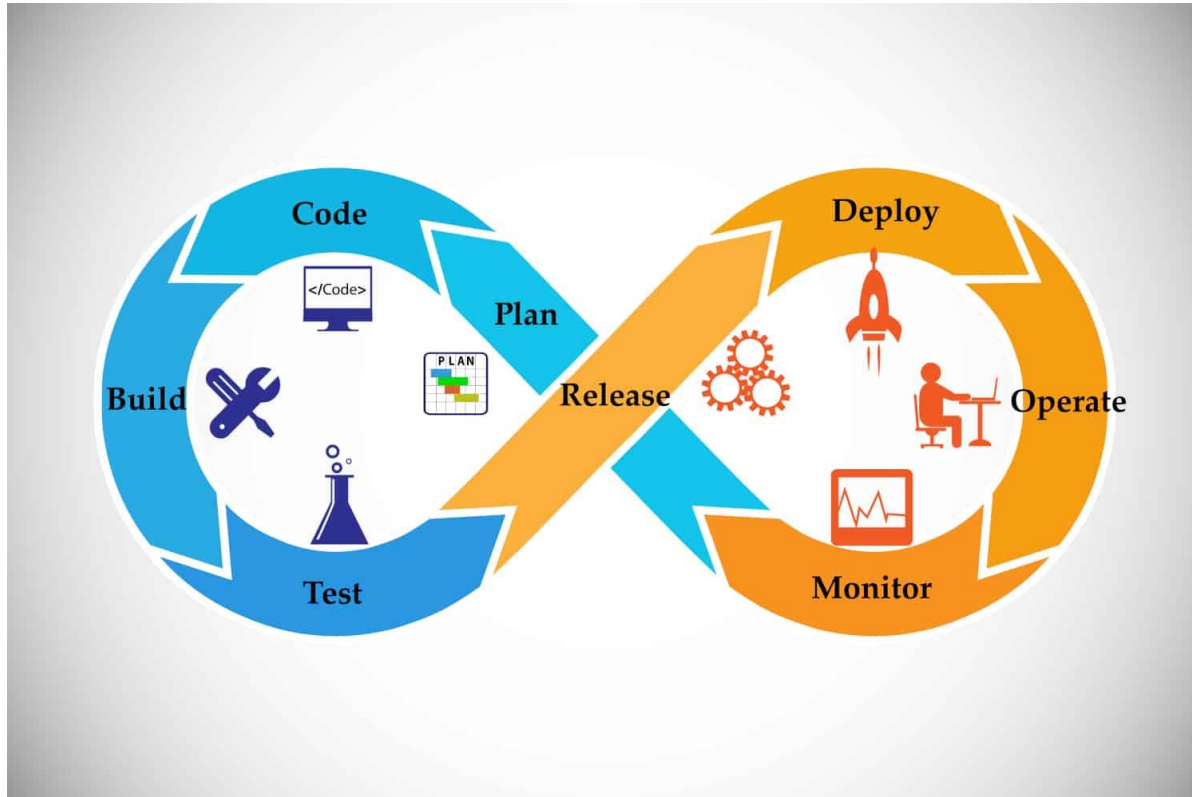 Code
Deploy
</Code>
Plan
PLAN
Build
Release
Operate
Test
Monitor